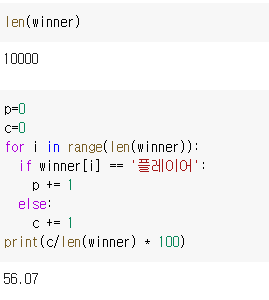 len(winner)
10000
p=0
c=0
for i in range(len(winner)):
  if winner[i] == '플레이어':
    p += 1
  else:
    c += 1
print(c/len(winner) * 100)
56.07